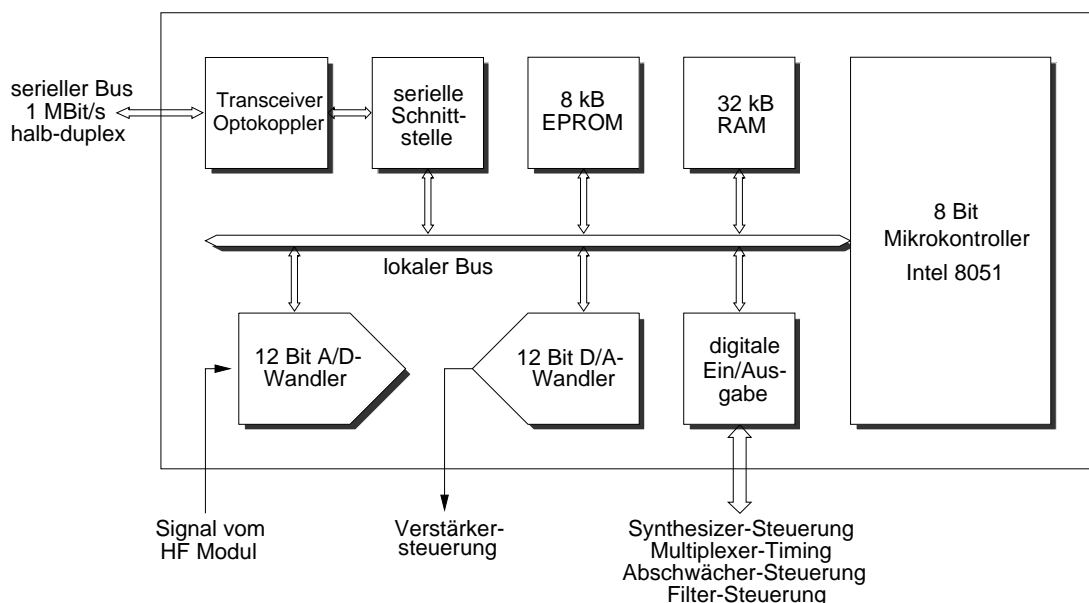 serieller Bus
1 MBit/s
halb-duplex
Transceiver
Optokoppler
serielle
Schnitt-
stelle
8 kB
EPROM
32 kB
RAM
8 Bit
Mikrokontroller
Intel 8051
lokaler Bus
12 Bit A/D-
Wandler
12 Bit D/A-
Wandler
digitale
Ein/Aus-
gabe
Signal vom
HF Modul
Verstärker-
steuerung
Synthesizer-Steuerung
Multiplexer-Timing
Abschwächer-Steuerung
Filter-Steuerung